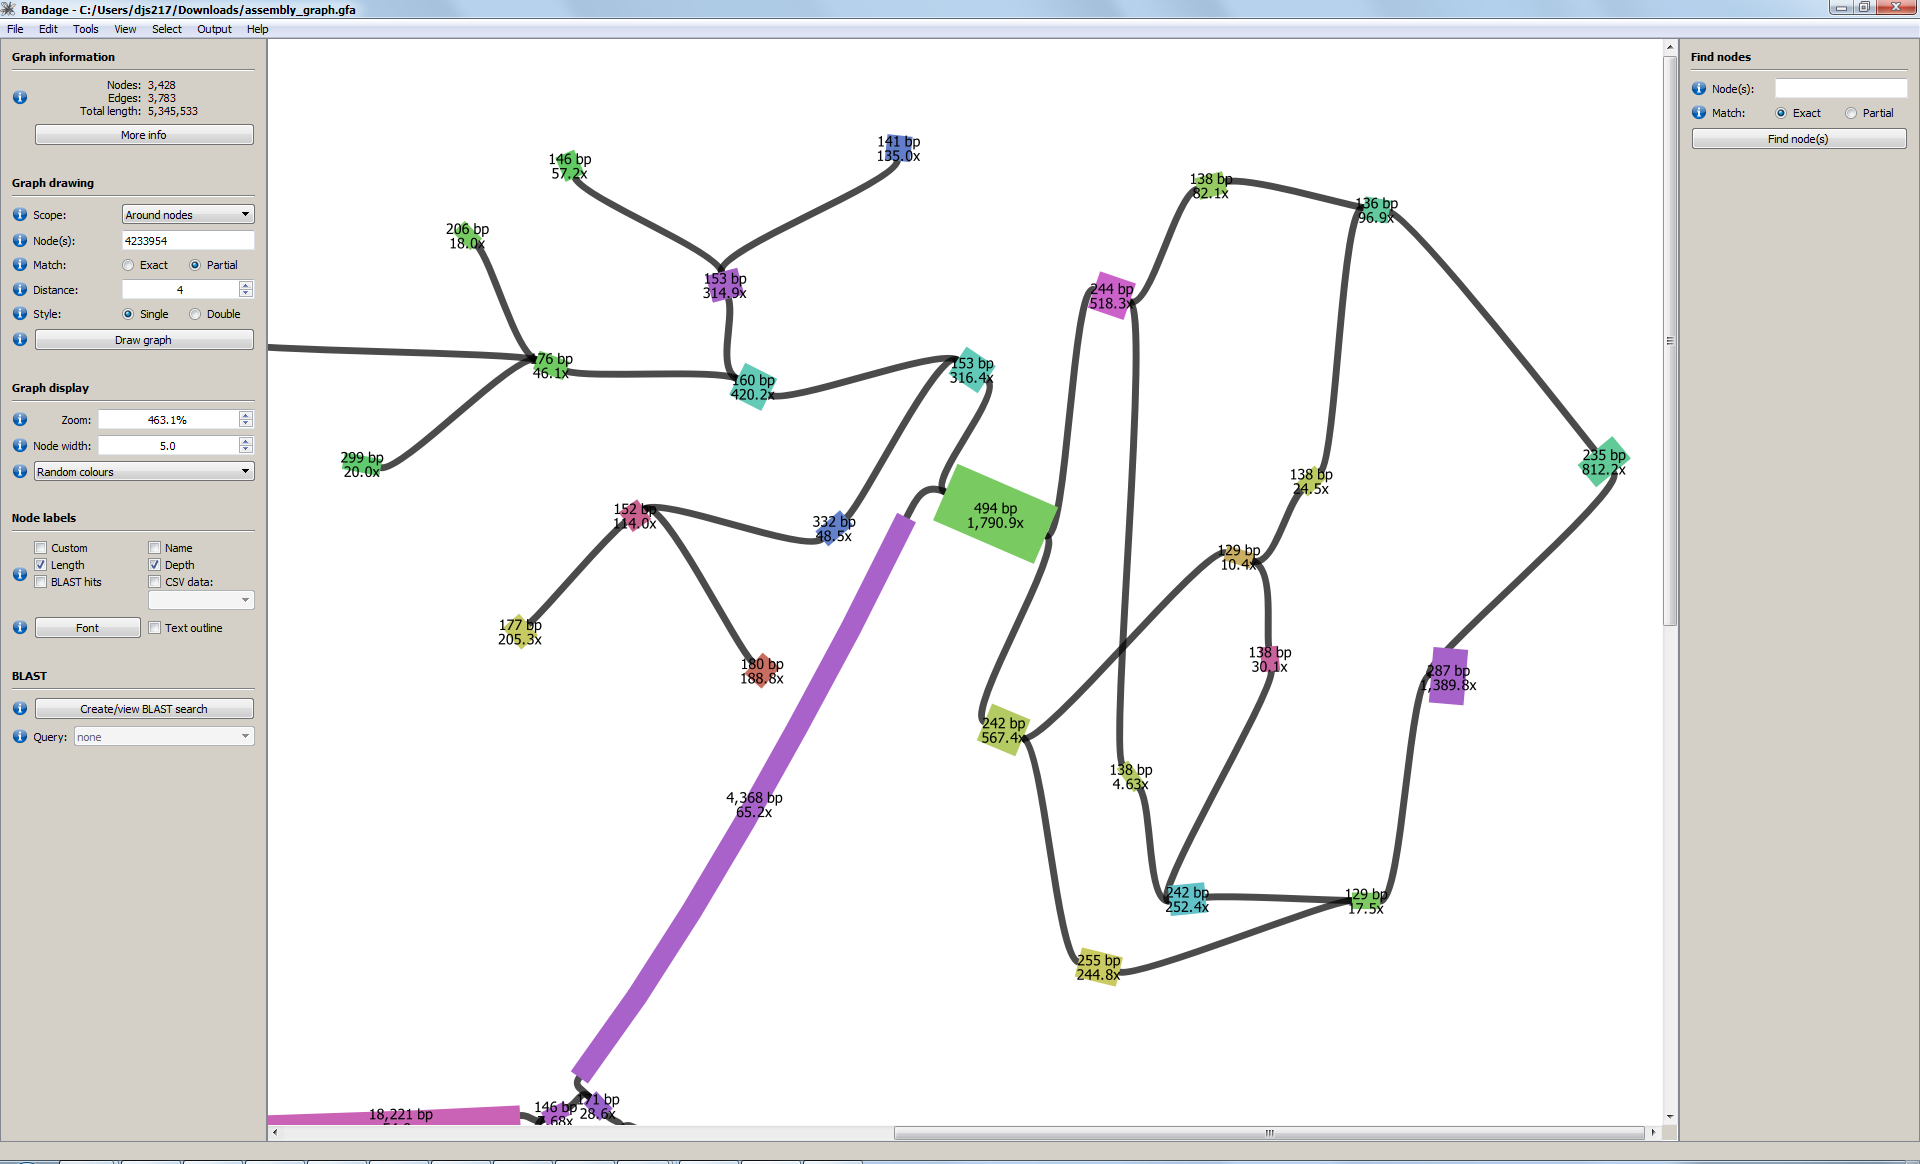 Bandage - C:/Users/djs217/Downloads/assembly_graph.gfa
File Edit Tools View Select Output Help
Graph information
Nodes: 3,428
Edges: 3,783
Total length: 5,345,533
More info
Graph drawing
Scope: Around nodes
Node(s): 4233954
Match: Exact Partial
Distance: 4
Style: Single Double
Draw graph
Graph display
Zoom: 463.1%
Node width: 5.0
Random colours
Node labels
Custom Name
Length Depth
BLAST hits CSV data:
Font Text outline
BLAST
Create/view BLAST search
Query: none
141 bp
135.0x
146 bp
57.2x
138 bp
82.1x
136 bp
96.9x
206 bp
18.0x
153 bp
314.9x
244 bp
518.3x
76 bp
46.1x
153 bp
316.4x
160 bp
420.2x
299 bp
20.0x
235 bp
812.2x
138 bp
24.5x
152 bp
114.0x
332 bp
48.5x
494 bp
1,790.9x
129 bp
10.4x
177 bp
205.3x
180 bp
188.8x
138 bp
30.1x
287 bp
1,389.8x
242 bp
567.4x
138 bp
4.63x
4,368 bp
65.2x
242 bp
252.4x
129 bp
17.5x
255 bp
244.8x
18,221 bp
146 bp
171 bp
28.6x
Find nodes
Node(s):
Match: Exact Partial
Find node(s)